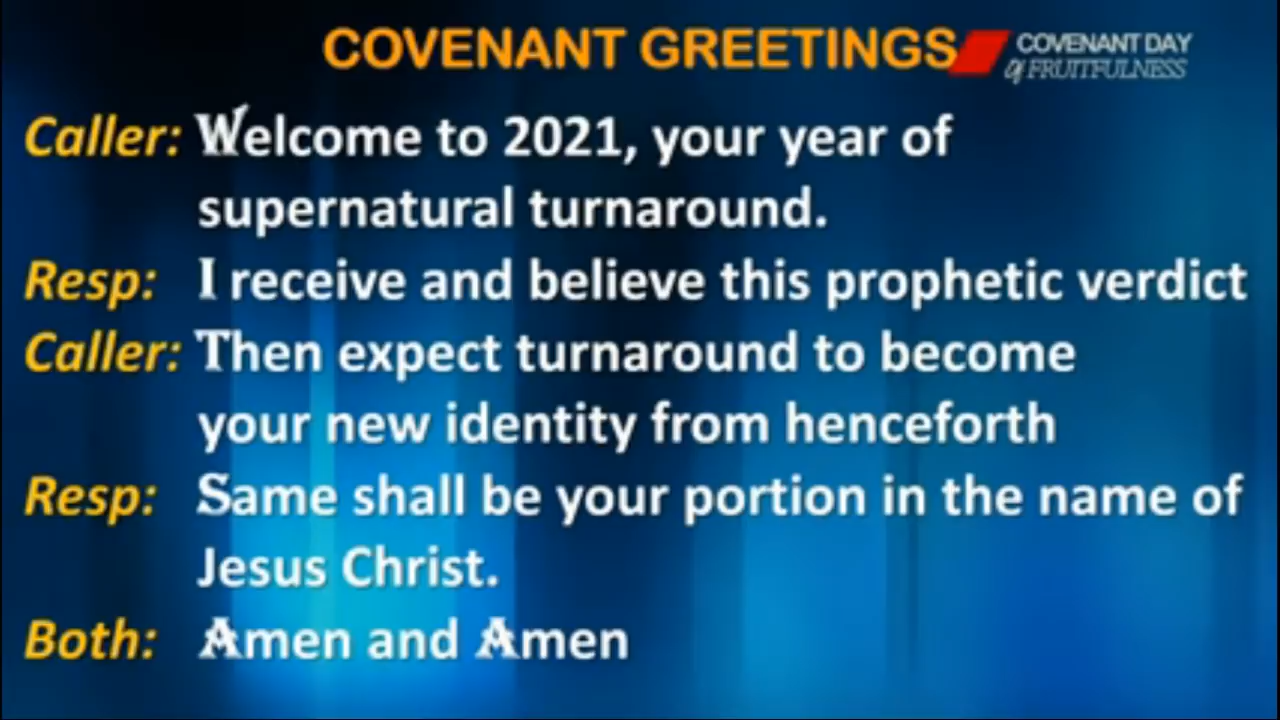 COVENANT GREETINGS
COVENANT DAY
of FRUITFULNESS
Caller: Welcome to 2021, your year of
supernatural turnaround.
Resp: I receive and believe this prophetic verdict
Caller: Then expect turnaround to become
your new identity from henceforth
Resp: Same shall be your portion in the name of
Jesus Christ.
Both: Amen and Amen